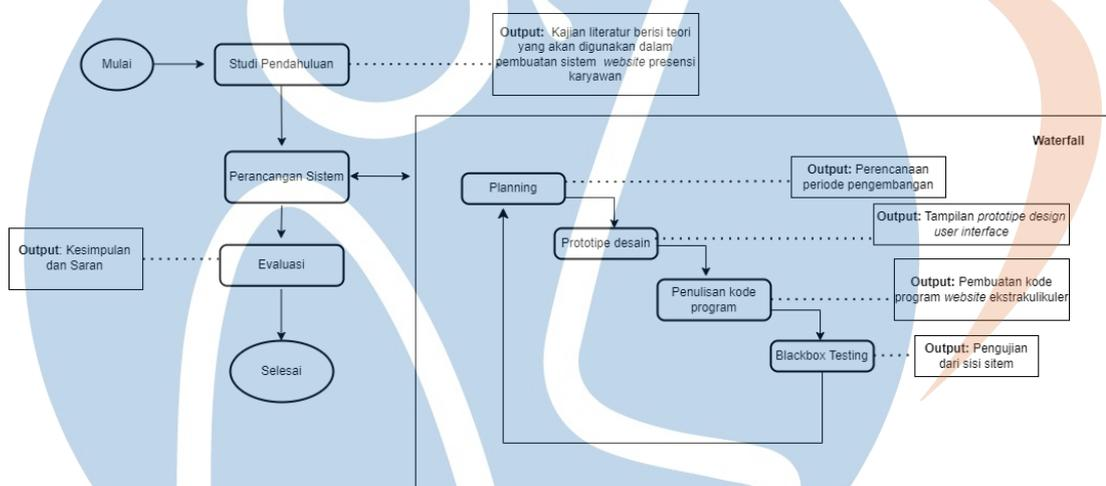 Mulai
Studi Pendahuluan
Output: Kajian literatur berisi teori
yang akan digunakan dalam
pembuatan sistem website presensi
karyawan
Perancangan Sistem
Evaluasi
Output: Kesimpulan
dan Saran
Selesai
Waterfall
Planning
Output: Perencanaan
periode pengembangan
Prototipe desain
Output: Tampilan prototipe design
user interface
Penulisan kode
program
Output: Pembuatan kode
program website ekstrakulikuler
Blackbox Testing
Output: Pengujian
dari sisi sitem